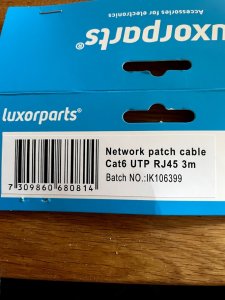 luxorparts
Accessories for electronics
luxorparts®
Network patch cable
Cat6 UTP RJ45 3m
Batch NO.:IK106399
7 309860 680814